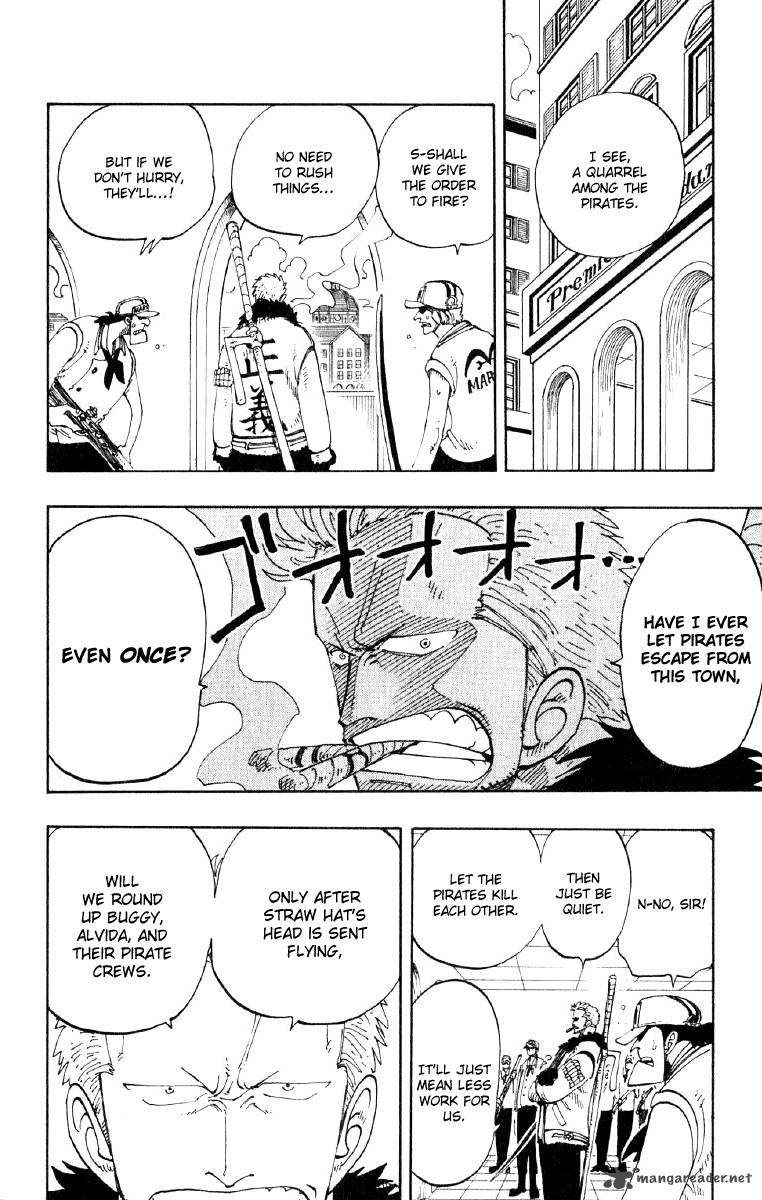 I SEE,
A QUARREL
AMONG THE
PIRATES.
Premie
S-SHALL
WE GIVE
THE ORDER
TO FIRE?
NO NEED
TO RUSH
THINGS...
BUT IF WE
DON'T HURRY,
THEY'LL...!
正義
MAR
HAVE I EVER
LET PIRATES
ESCAPE FROM
THIS TOWN,
ゴオオオオ…
EVEN ONCE?
N-NO, SIR!
THEN
JUST BE
QUIET.
LET THE
PIRATES KILL
EACH OTHER.
IT'LL JUST
MEAN LESS
WORK FOR
US.
ONLY AFTER
STRAW HAT'S
HEAD IS SENT
FLYING,
WILL
WE ROUND
UP BUGGY,
ALVIDA, AND
THEIR PIRATE
CREWS.
mangareader.net